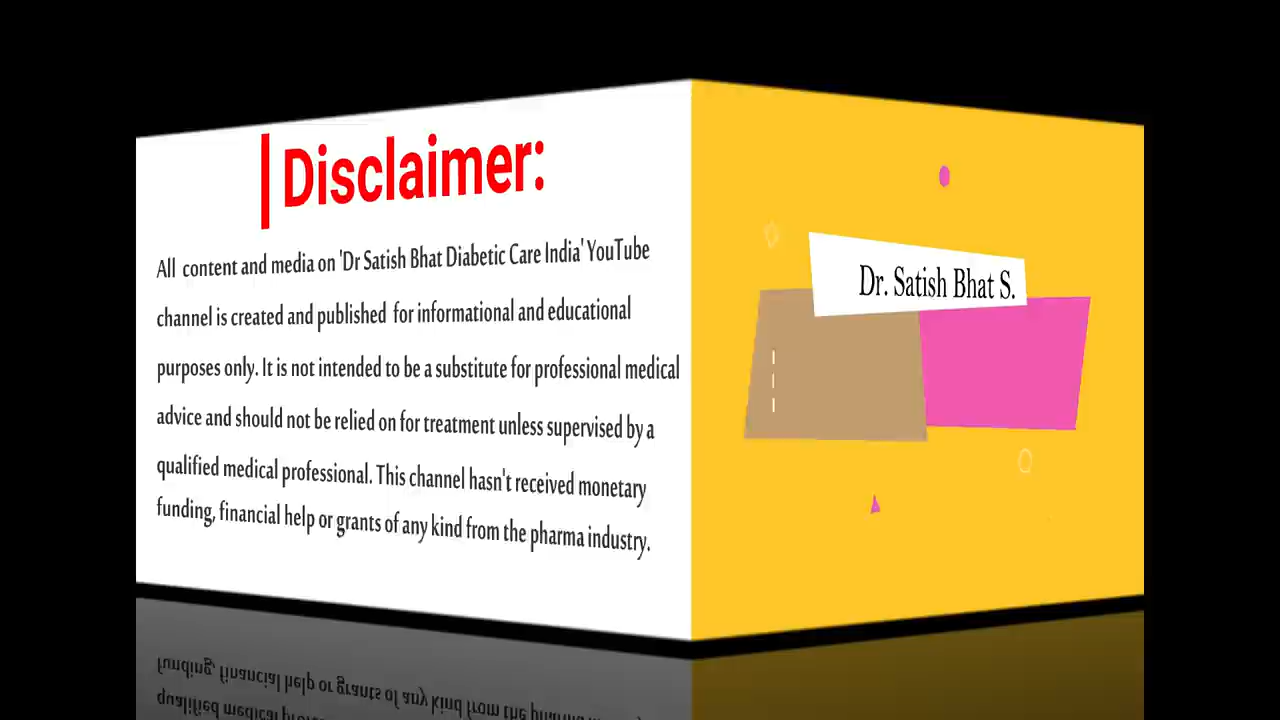 Disclaimer:
All content and media on 'Dr Satish Bhat Diabetic Care India' YouTube
channel is created and published for informational and educational
purposes only. It is not intended to be a substitute for professional medical
advice and should not be relied on for treatment unless supervised by a
qualified medical professional. This channel hasn't received monetary
funding, financial help or grants of any kind from the pharma industry.
Dr. Satish Bhat S.